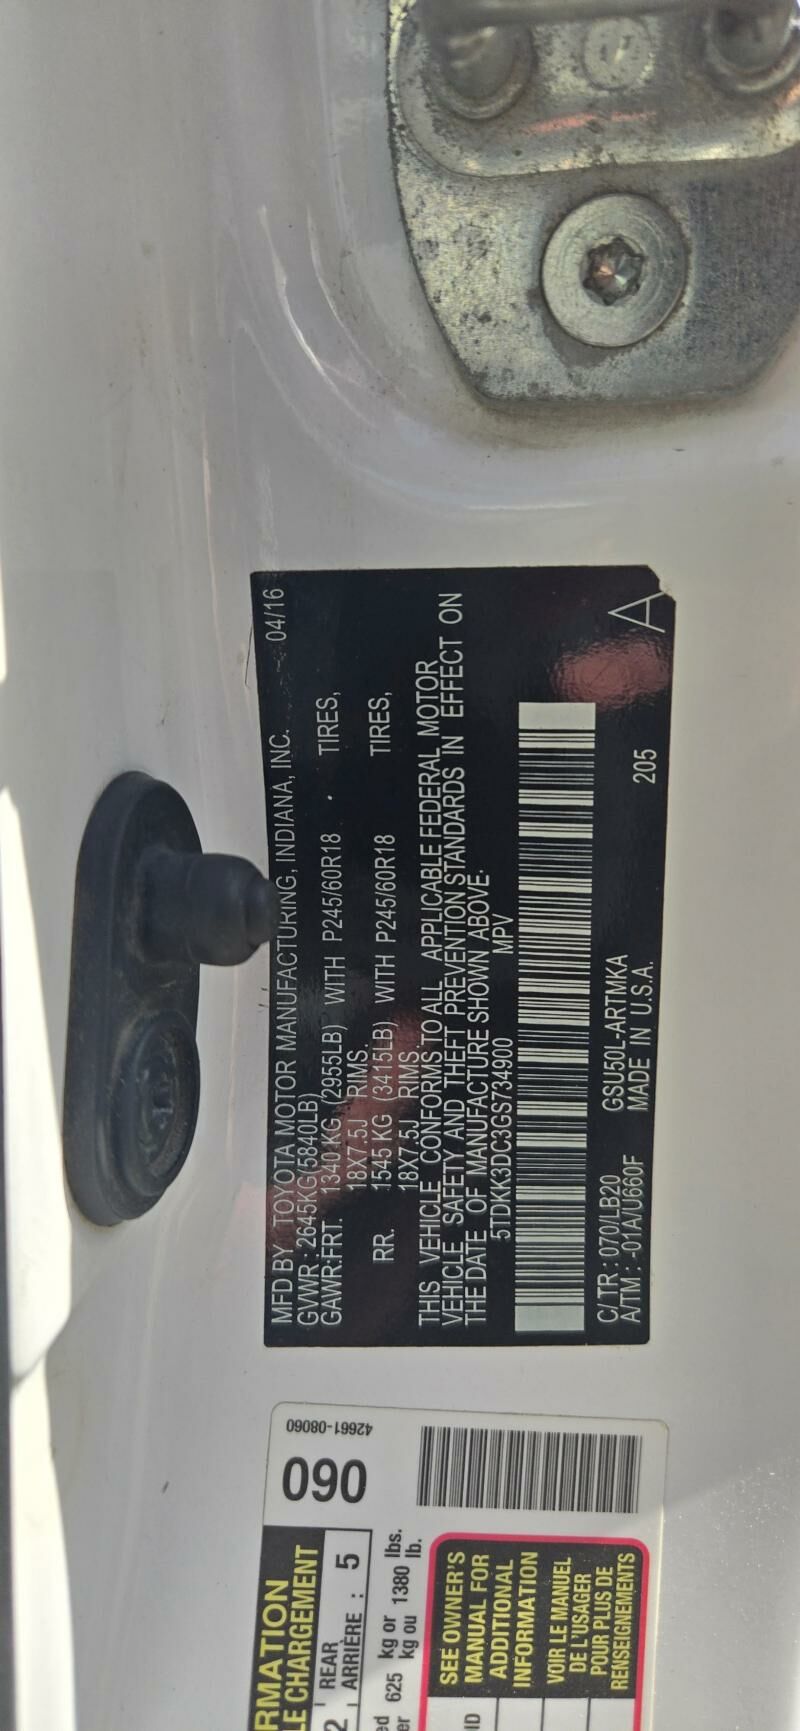 MFD BY TOYOTA MOTOR MANUFACTURING, INDIANA, INC. 04/16
GVWR : 2645KG(5840LB)
GAWR:FRT. 1340 KG (2955LB) WITH P245/60R18 TIRES,
18X7.5J RIMS.
RR. 1545 KG (3415LB) WITH P245/60R18 TIRES,
18X7.5J RIMS.
THIS VEHICLE CONFORMS TO ALL APPLICABLE FEDERAL MOTOR
VEHICLE SAFETY AND THEFT PREVENTION STANDARDS IN EFFECT ON
THE DATE OF MANUFACTURE SHOWN ABOVE.
5TDKK3DC3GS734900 MPV
C/TR : 070/LB20 GSU50L-ARTMKA
A/TM : -01A/U660F MADE IN U.S.A. 205
A
42661-08060
060
RMATION
LE CHARGEMENT
2 REAR
ARRIÈRE : 5
ed 625 kg or 1380 lbs.
er kg ou lb.
SEE OWNER'S
MANUAL FOR
ADDITIONAL
INFORMATION
VOIR LE MANUEL
DE L'USAGER
POUR PLUS DE
RENSEIGNEMENTS
ID